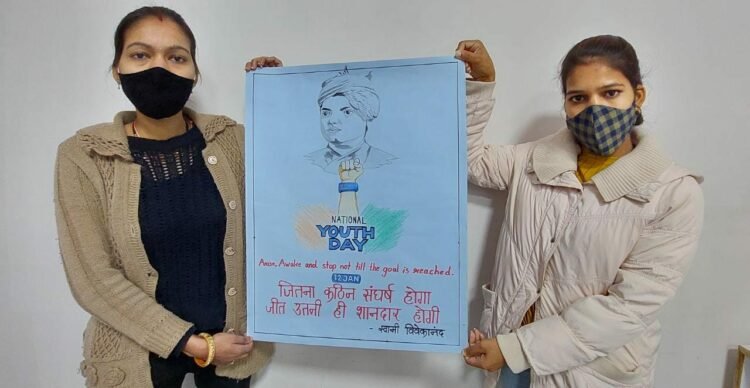 NATIONAL
YOUTH
DAY
Arise, Awake and stop not till the goal is reached.
12 JAN
जितना कठिन संघर्ष होगा
जीत उतनी ही शानदार होगी
- स्वामी विवेकानंद